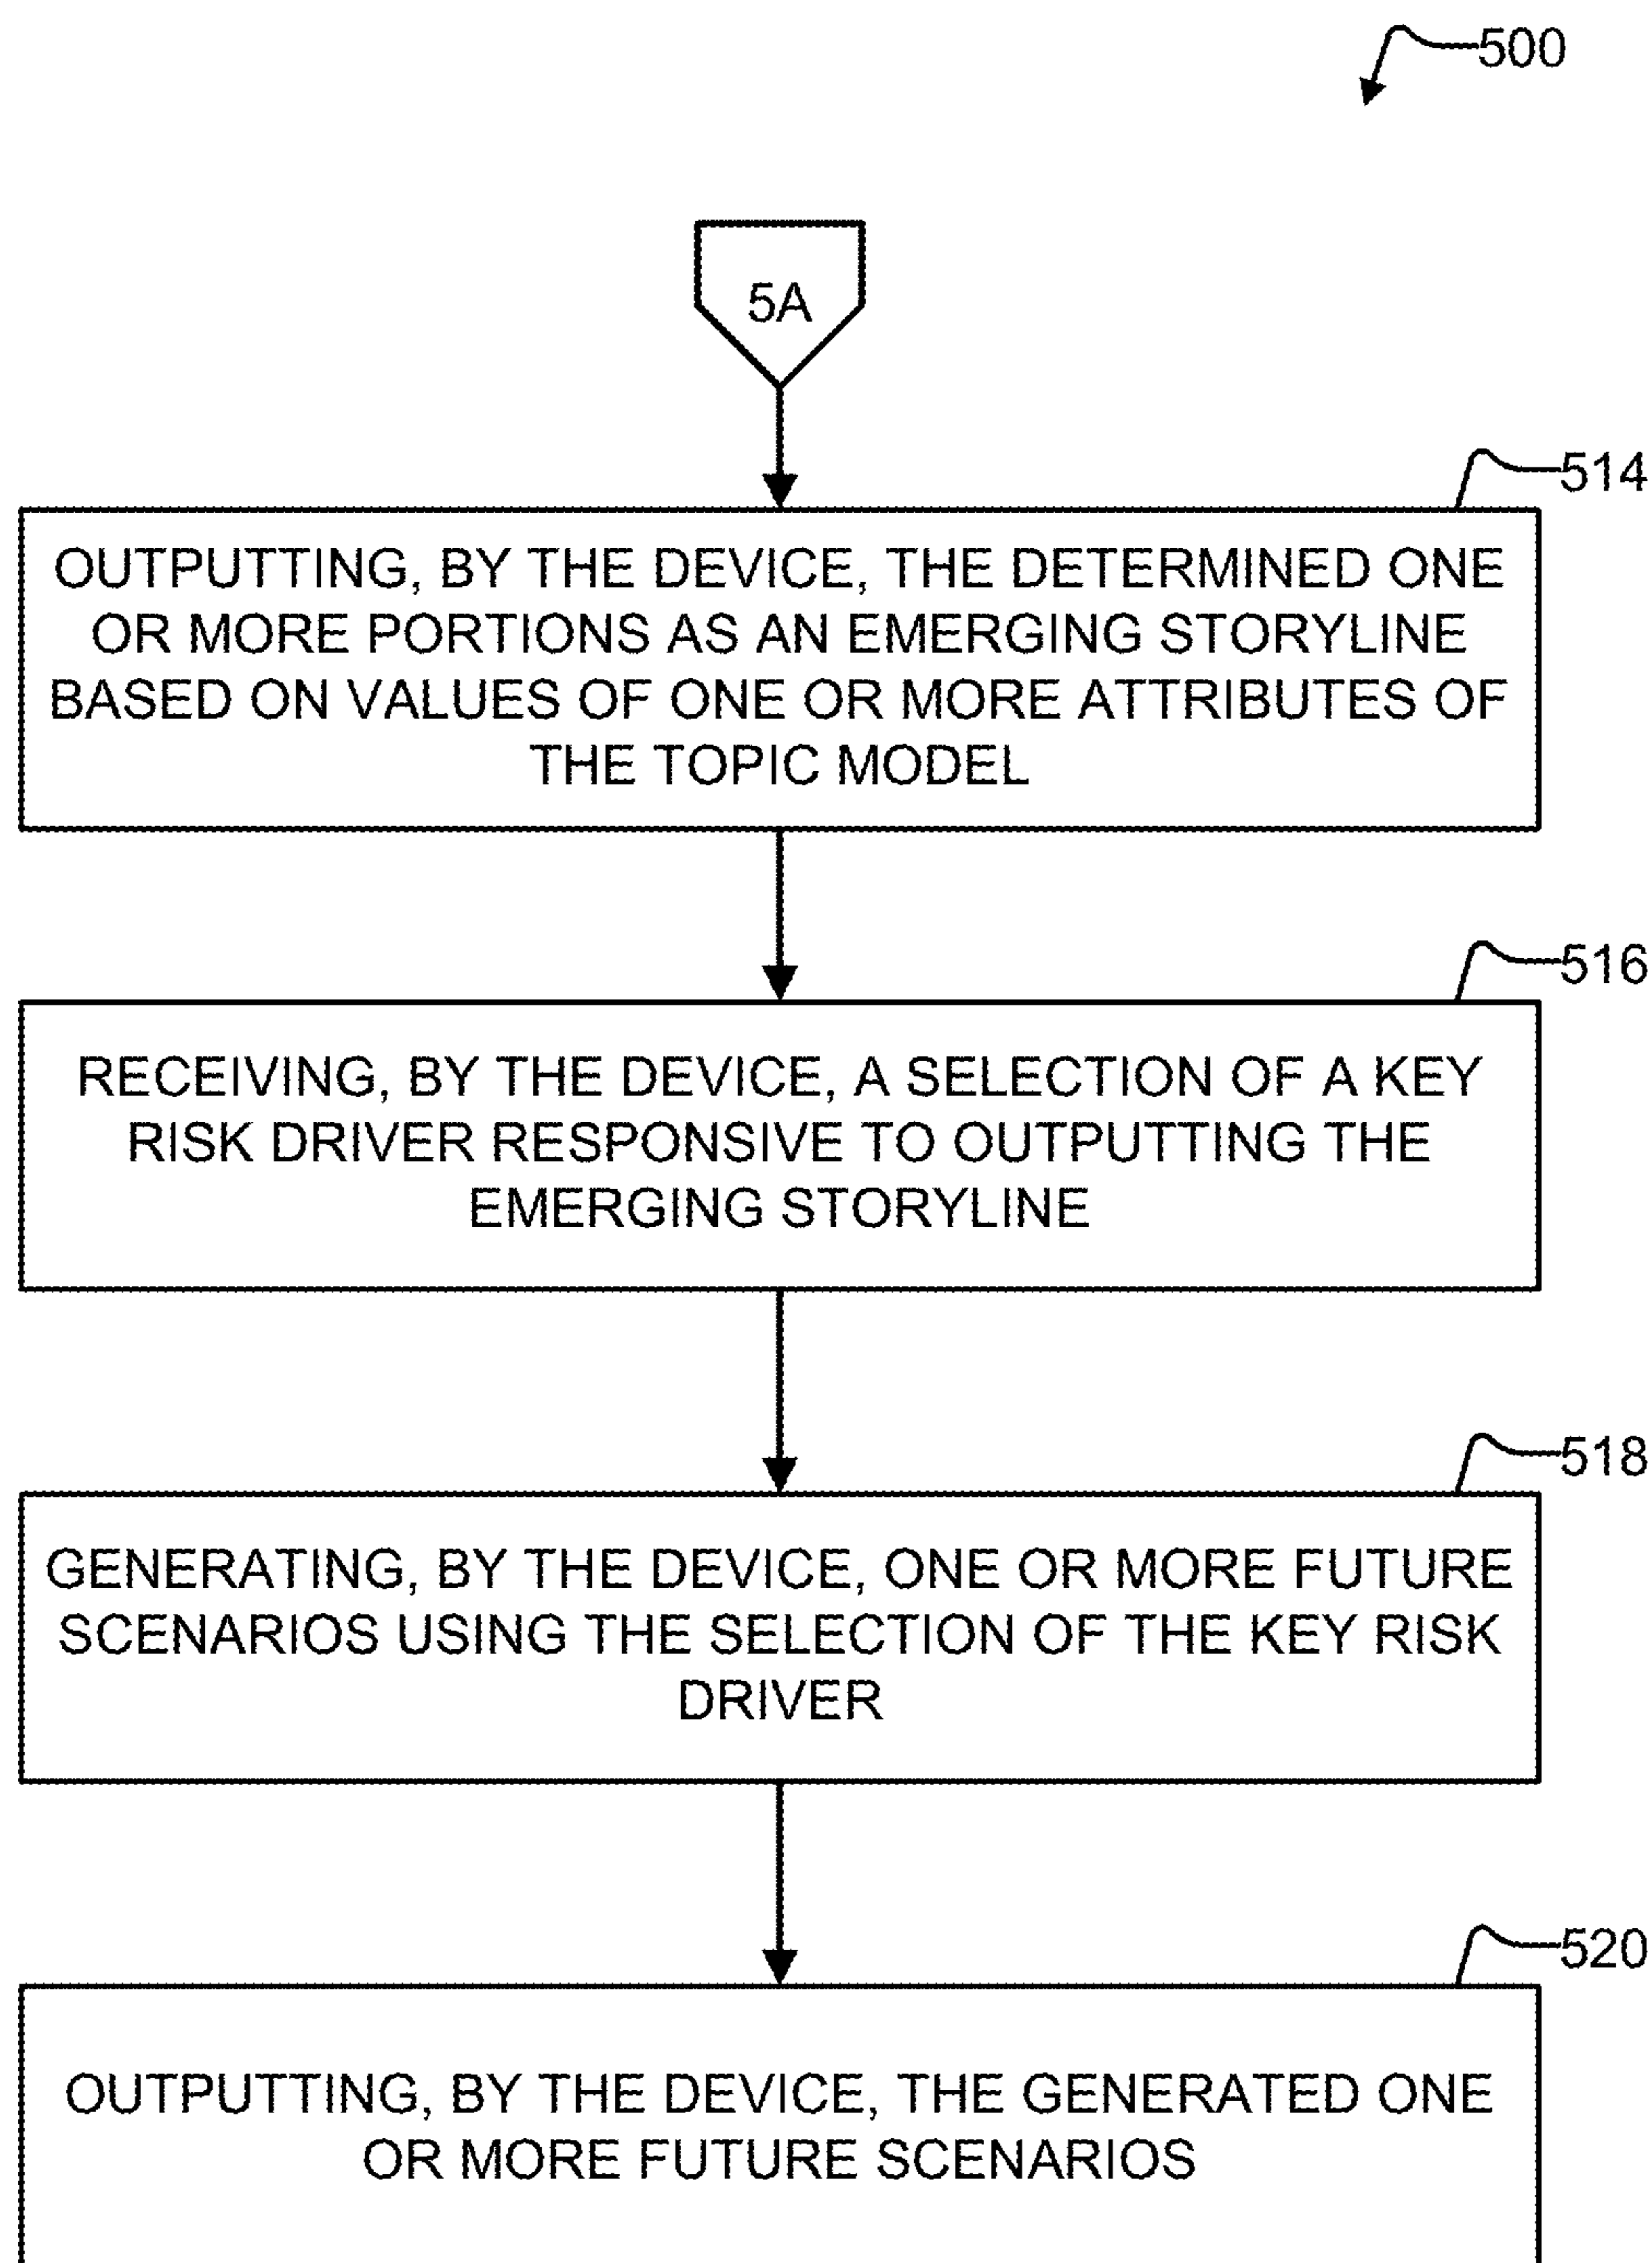 500
5A
514
OUTPUTTING, BY THE DEVICE, THE DETERMINED ONE
OR MORE PORTIONS AS AN EMERGING STORYLINE
BASED ON VALUES OF ONE OR MORE ATTRIBUTES OF
THE TOPIC MODEL
516
RECEIVING, BY THE DEVICE, A SELECTION OF A KEY
RISK DRIVER RESPONSIVE TO OUTPUTTING THE
EMERGING STORYLINE
518
GENERATING, BY THE DEVICE, ONE OR MORE FUTURE
SCENARIOS USING THE SELECTION OF THE KEY RISK
DRIVER
520
OUTPUTTING, BY THE DEVICE, THE GENERATED ONE
OR MORE FUTURE SCENARIOS